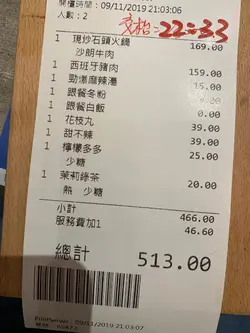 開檯時間：09/11/2019 21:03:06
人數：2
22:33
1 現炒石頭火鍋 169.00
沙朗牛肉
1 西班牙豬肉 159.00
1 勁爆麻辣湯 15.00
1 跟餐冬粉 4.00
1 跟餐白飯 0.00
1 花枝丸 39.00
1 甜不辣 39.00
1 檸檬多多 25.00
少糖
1 茉莉綠茶 20.00
熱 少糖
小計 466.00
服務費加1 46.60
總計 513.00
PrintServer: 09/11/2019 21:03:07